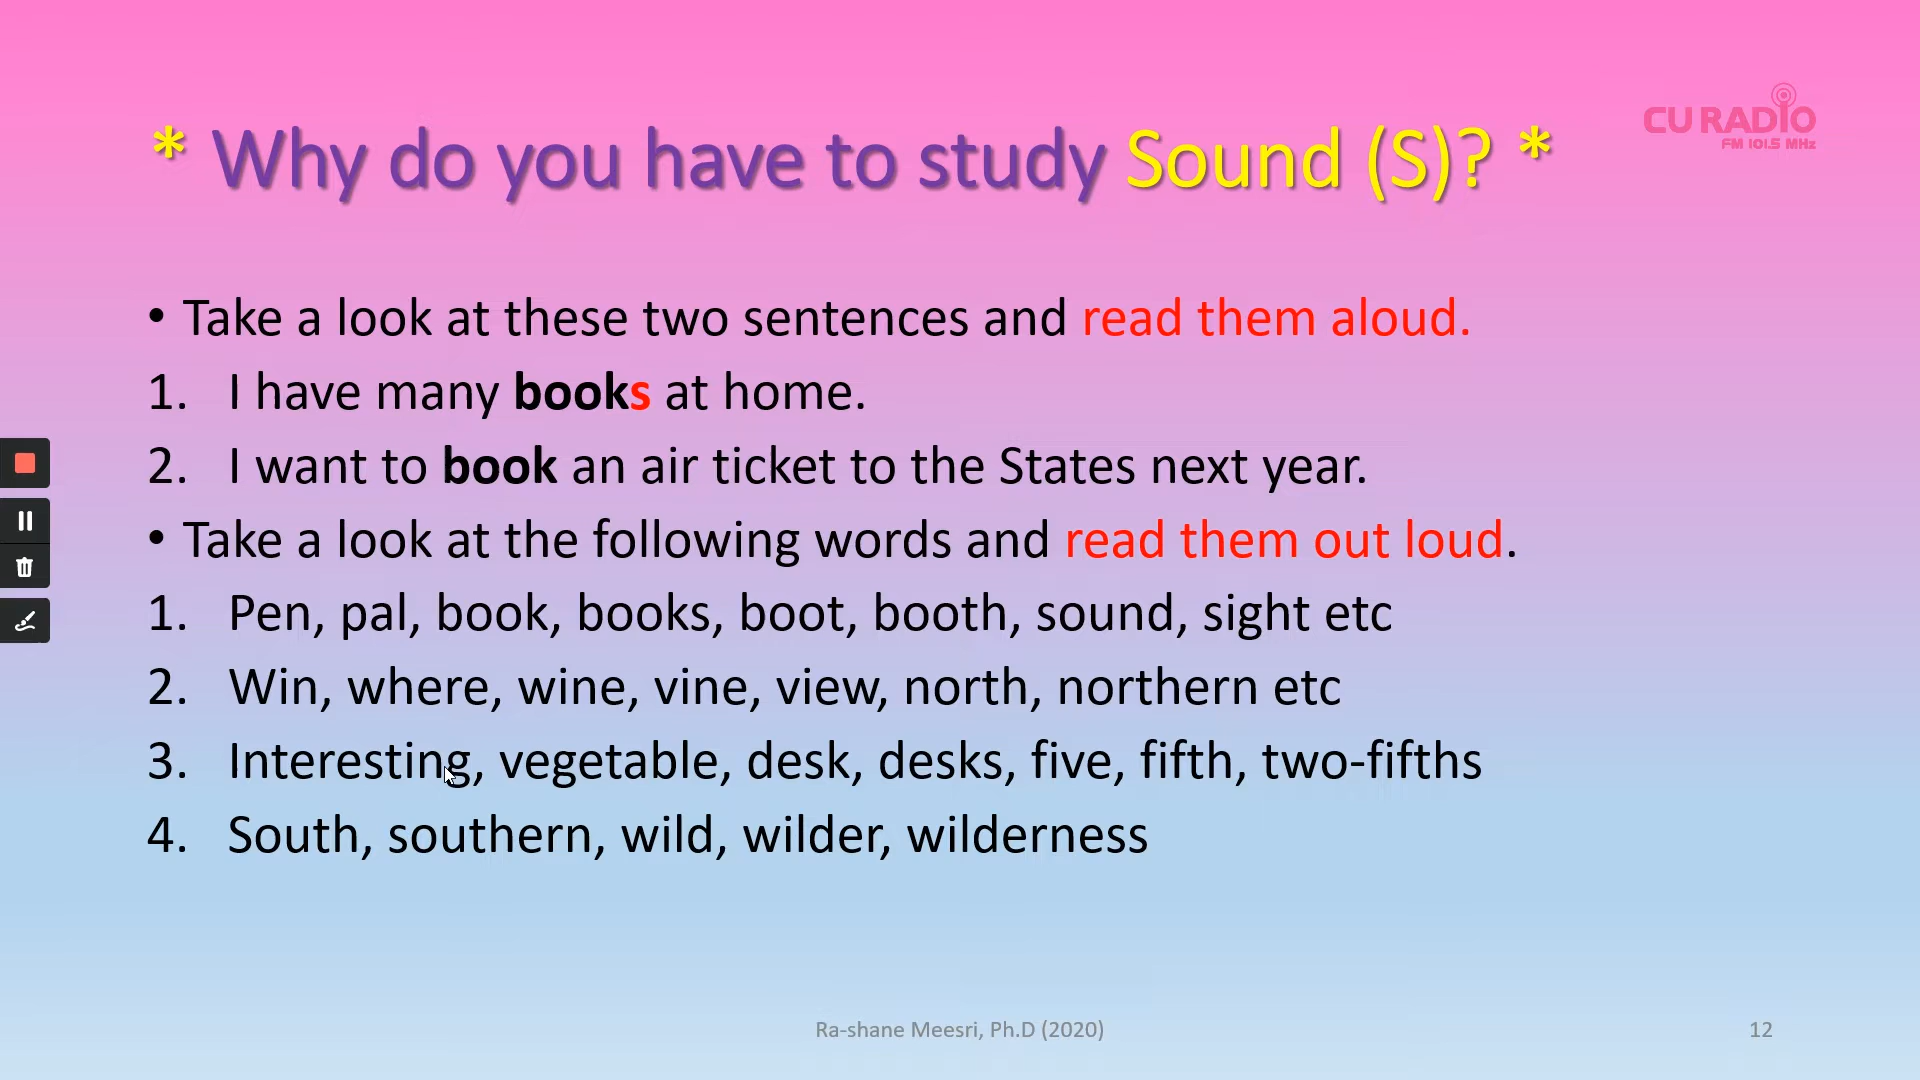 * Why do you have to study Sound (S)? *
CU RADIO
FM 101.5 MHz
• Take a look at these two sentences and read them aloud.
1. I have many books at home.
2. I want to book an air ticket to the States next year.
• Take a look at the following words and read them out loud.
1. Pen, pal, book, books, boot, booth, sound, sight etc
2. Win, where, wine, vine, view, north, northern etc
3. Interesting, vegetable, desk, desks, five, fifth, two-fifths
4. South, southern, wild, wilder, wilderness
Ra-shane Meesri, Ph.D (2020)
12